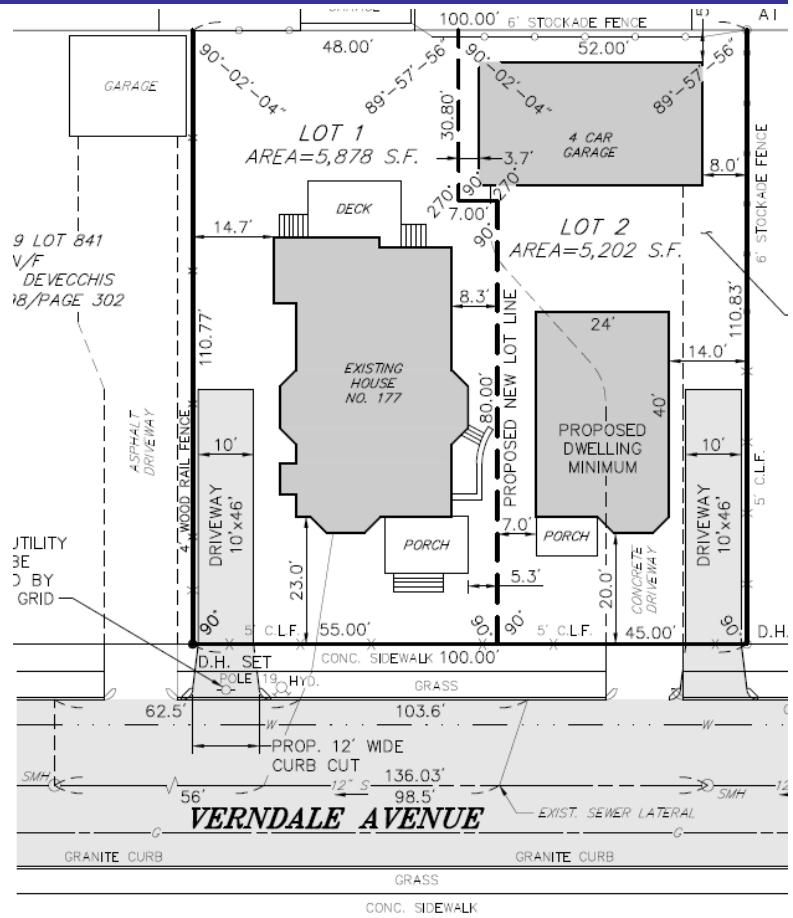 GARAGE
100.00'
6' STOCKADE FENCE
48.00'
52.00'
90°-02'-04"
89°-57'-56"
90°-02'-04"
89°-57'-56"
GARAGE
LOT 1
AREA=5,878 S.F.
30.80'
4 CAR
GARAGE
3.7'
8.0'
6' STOCKADE FENCE
270°
90°
270°
7.00'
90°
DECK
14.7'
LOT 2
AREA=5,202 S.F.
9 LOT 841
N/F
DEVECCHIS
98/PAGE 302
8.3'
24'
110.77'
110.83'
14.0'
EXISTING
HOUSE
NO. 177
80.00'
PROPOSED NEW LOT LINE
40'
PROPOSED
DWELLING
MINIMUM
ASPHALT
DRIVEWAY
4' WOOD RAIL FENCE
10'
10'
DRIVEWAY
10'x46'
DRIVEWAY
10'x46'
5' C.L.F.
UTILITY
BE
D BY
GRID
PORCH
7.0'
PORCH
23.0'
5.3'
20.0'
CONCRETE
DRIVEWAY
90°
5' C.L.F.
55.00'
90°
90°
5' C.L.F.
45.00'
90°
D.H.
D.H. SET
CONC. SIDEWALK
100.00'
POLE 19
HYD.
GRASS
62.5'
103.6'
W
W
PROP. 12' WIDE
CURB CUT
SMH
136.03'
56'
12" S
98.5'
SMH
12
VERNDALE AVENUE
EXIST. SEWER LATERAL
G
G
GRANITE CURB
GRANITE CURB
GRASS
CONC. SIDEWALK